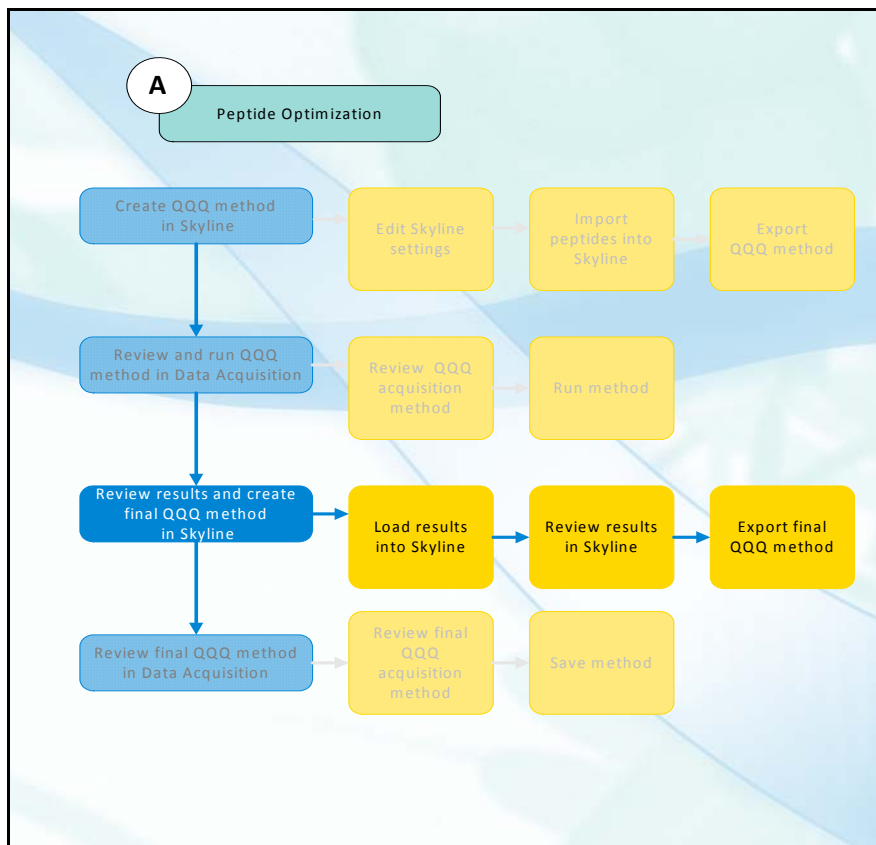 A
Peptide Optimization
Create QQQ method
in Skyline
Edit Skyline
settings
Import
peptides into
Skyline
Export
QQQ method
Review and run QQQ
method in Data Acquisition
Review QQQ
acquisition
method
Run method
Review results and create
final QQQ method
in Skyline
Load results
into Skyline
Review results
in Skyline
Export final
QQQ method
Review final QQQ method
in Data Acquisition
Review final
QQQ
acquisition
method
Save method